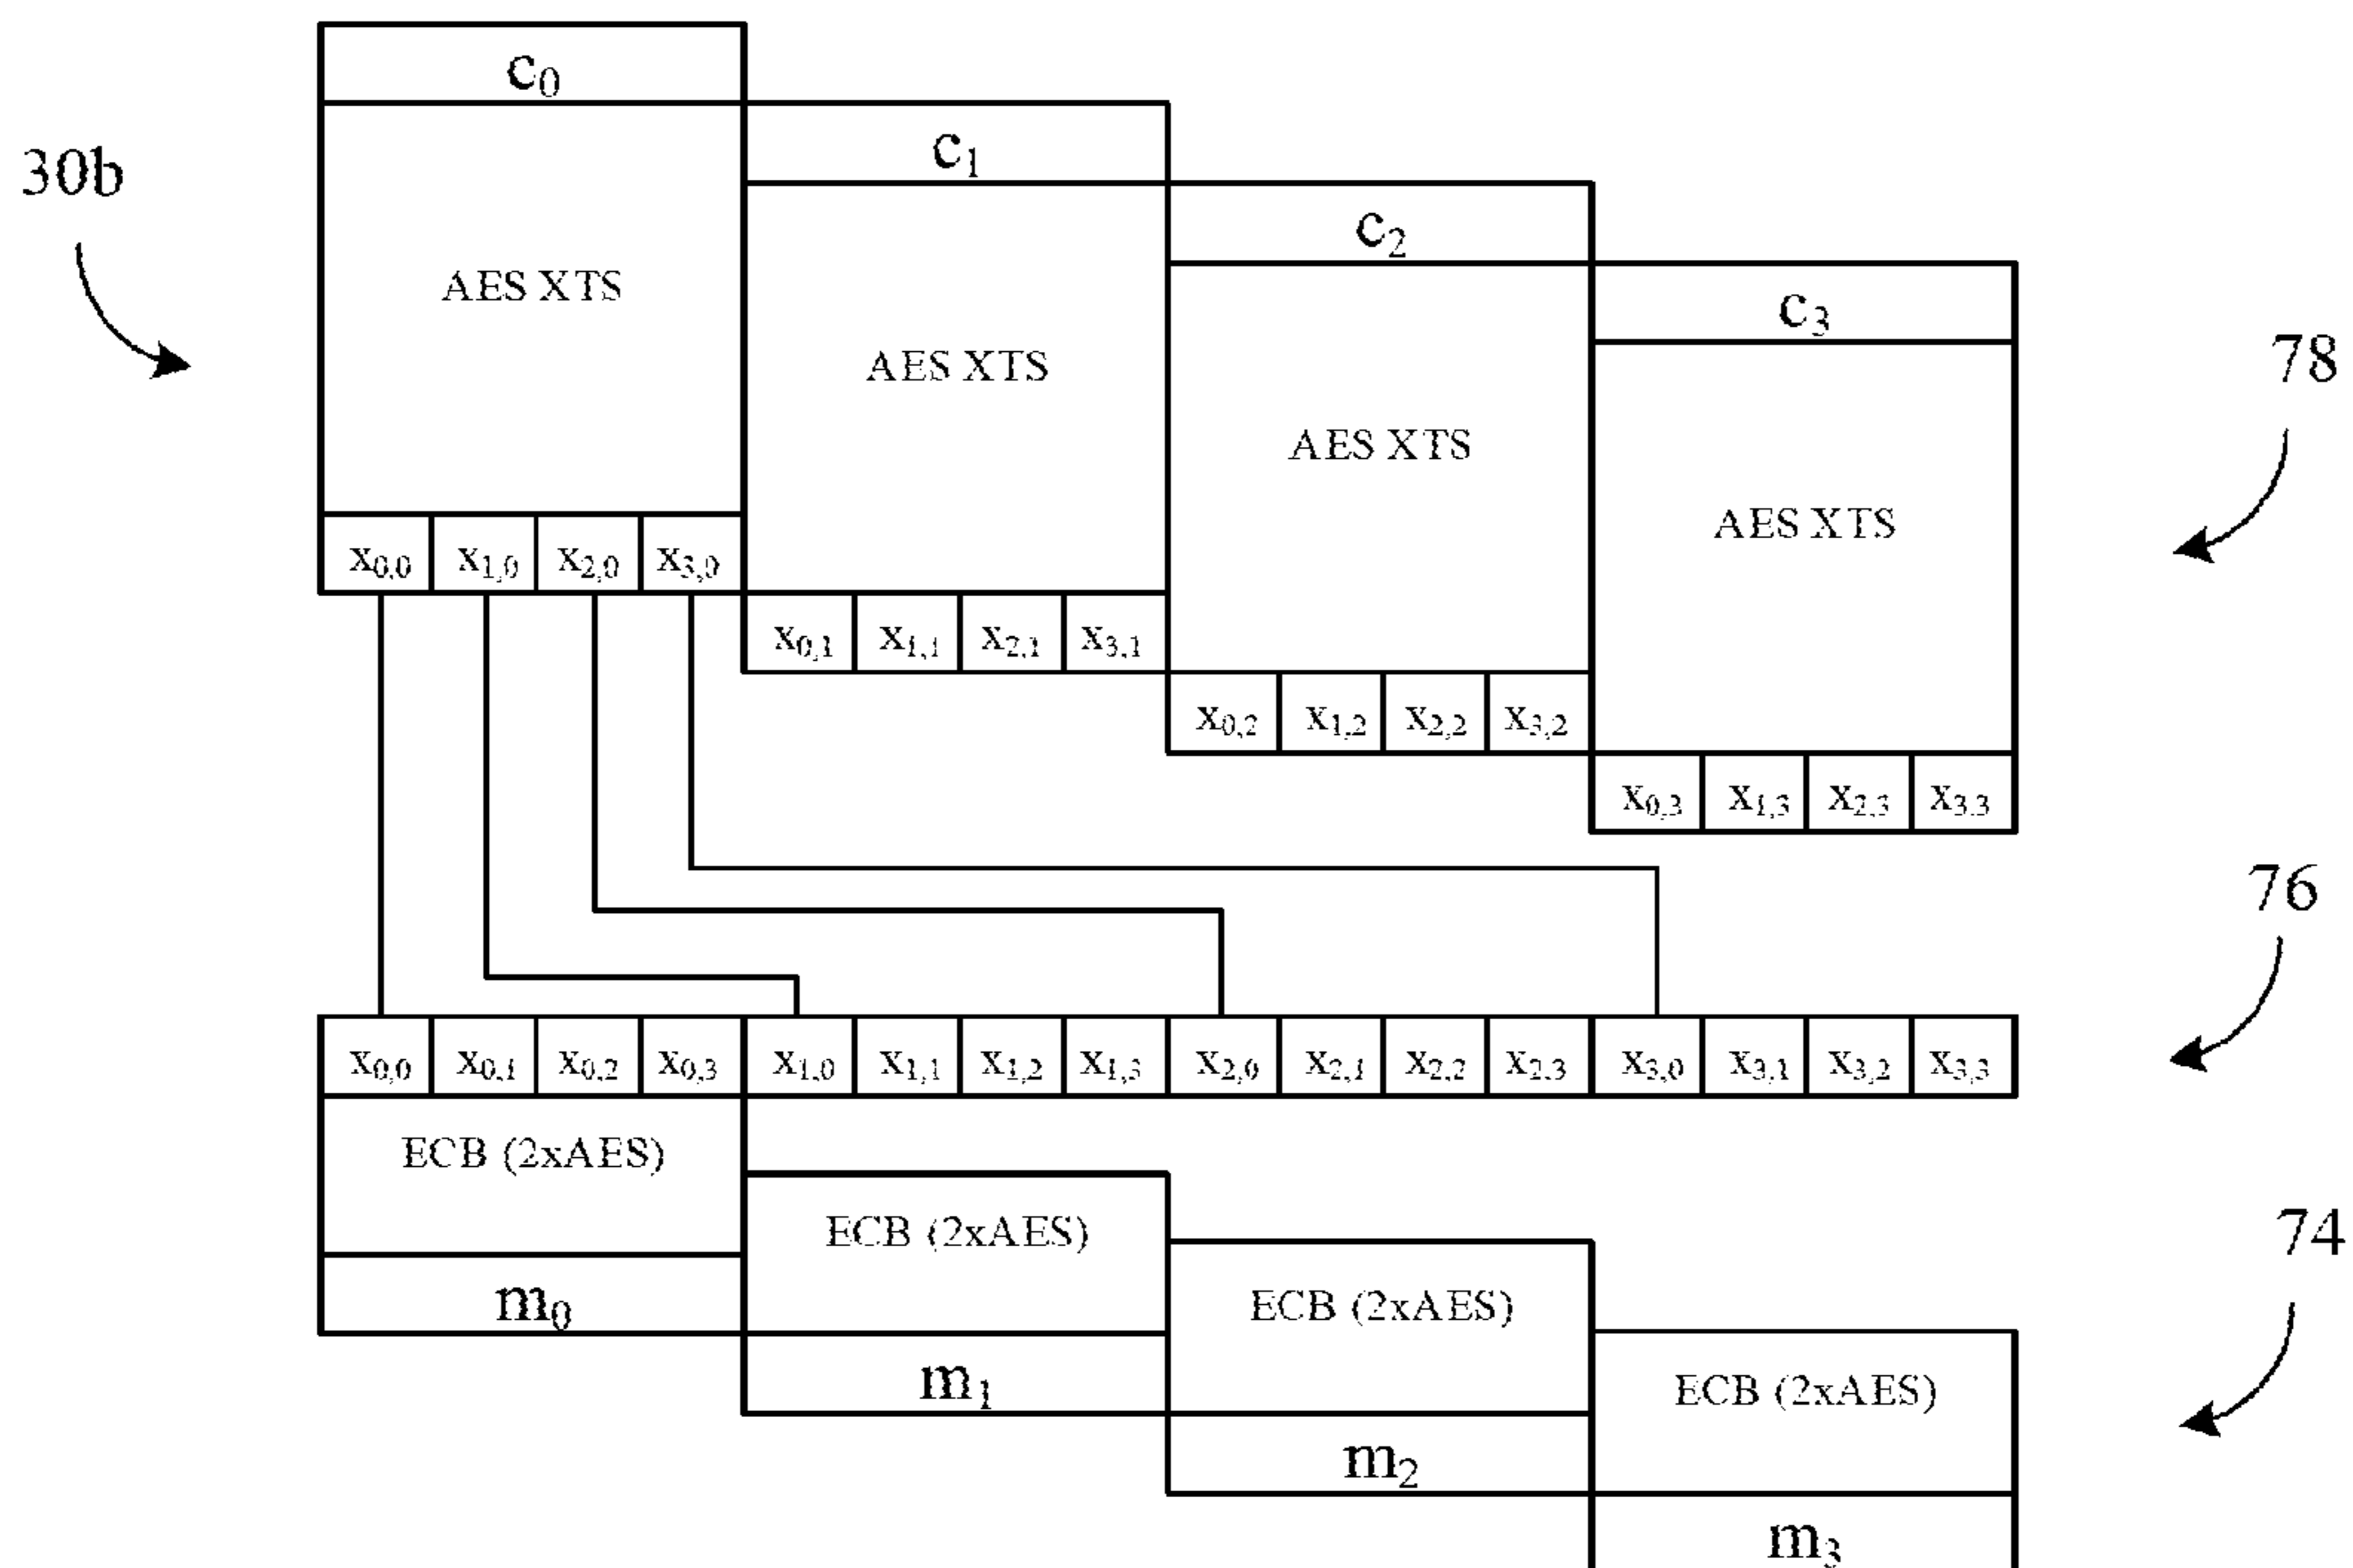 c₀
c₁
30b
c₂
AES XTS
c₃
78
AES XTS
AES XTS
AES XTS
x₀,₀ x₁,₀ x₂,₀ x₃,₀
x₀,₁ x₁,₁ x₂,₁ x₃,₁
x₀,₂ x₁,₂ x₂,₂ x₃,₂
x₀,₃ x₁,₃ x₂,₃ x₃,₃
76
x₀,₀ x₀,₁ x₀,₂ x₀,₃ x₁,₀ x₁,₁ x₁,₂ x₁,₃ x₂,₀ x₂,₁ x₂,₂ x₂,₃ x₃,₀ x₃,₁ x₃,₂ x₃,₃
ECB (2xAES)
ECB (2xAES)
74
m₀
ECB (2xAES)
m₁
ECB (2xAES)
m₂
m₃